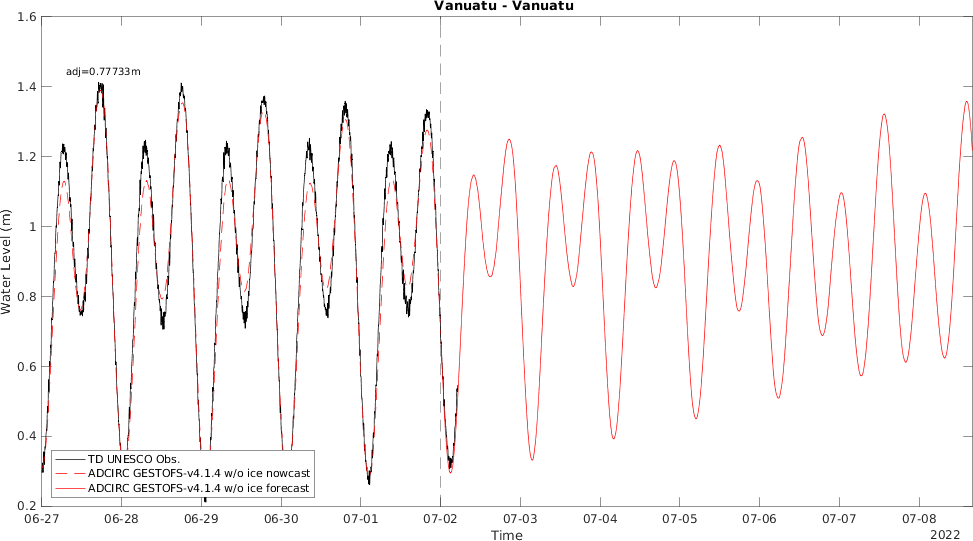 Vanuatu - Vanuatu
1.6
1.4
1.2
1
0.8
0.6
0.4
0.2
Water Level (m)
adj=0.77733m
TD UNESCO Obs.
ADCIRC GESTOFS-v4.1.4 w/o ice nowcast
ADCIRC GESTOFS-v4.1.4 w/o ice forecast
06-27 06-28 06-29 06-30 07-01 07-02 07-03 07-04 07-05 07-06 07-07 07-08
Time
2022